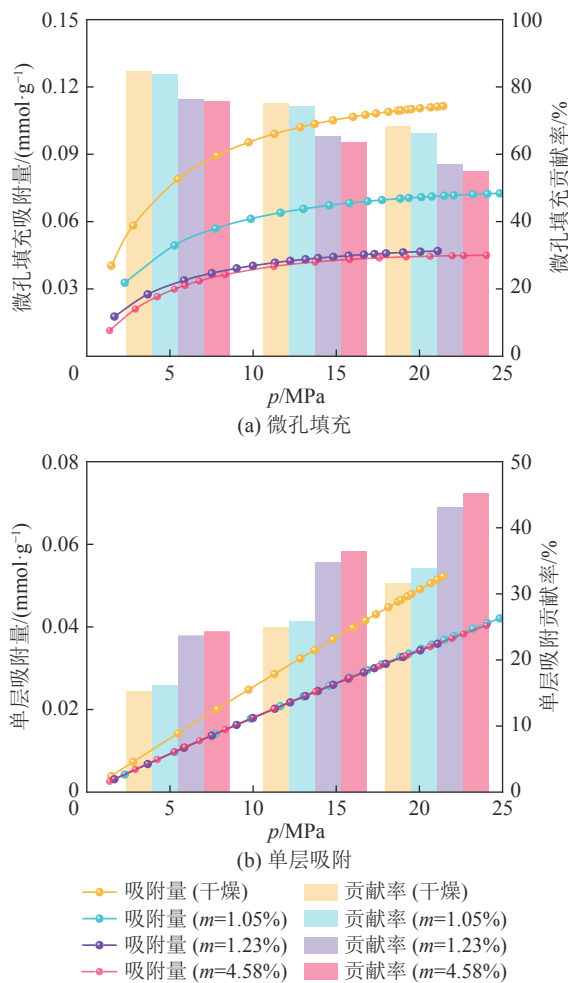 微孔填充吸附量/(mmol·g⁻¹)
0.15
0.12
0.09
0.06
0.03
0
100
80
60
40
20
0
微孔填充贡献率/%
5 10 15 20 25
p/MPa
(a) 微孔填充
单层吸附量/(mmol·g⁻¹)
0.08
0.06
0.04
0.02
0
50
40
30
20
10
0
单层吸附贡献率/%
5 10 15 20 25
p/MPa
(b) 单层吸附
吸附量 (干燥) 贡献率 (干燥)
吸附量 (m=1.05%) 贡献率 (m=1.05%)
吸附量 (m=1.23%) 贡献率 (m=1.23%)
吸附量 (m=4.58%) 贡献率 (m=4.58%)